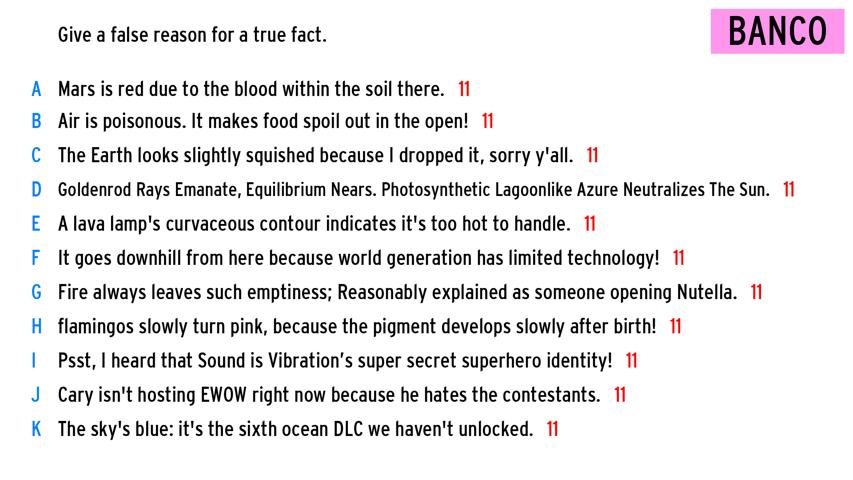 Give a false reason for a true fact.
BANCO
A Mars is red due to the blood within the soil there. 11
B Air is poisonous. It makes food spoil out in the open! 11
C The Earth looks slightly squished because I dropped it, sorry y'all. 11
D Goldenrod Rays Emanate, Equilibrium Nears. Photosynthetic Lagoonlike Azure Neutralizes The Sun. 11
E A lava lamp's curvaceous contour indicates it's too hot to handle. 11
F It goes downhill from here because world generation has limited technology! 11
G Fire always leaves such emptiness; Reasonably explained as someone opening Nutella. 11
H flamingos slowly turn pink, because the pigment develops slowly after birth! 11
I Psst, I heard that Sound is Vibration’s super secret superhero identity! 11
J Cary isn't hosting EWOW right now because he hates the contestants. 11
K The sky's blue: it's the sixth ocean DLC we haven't unlocked. 11